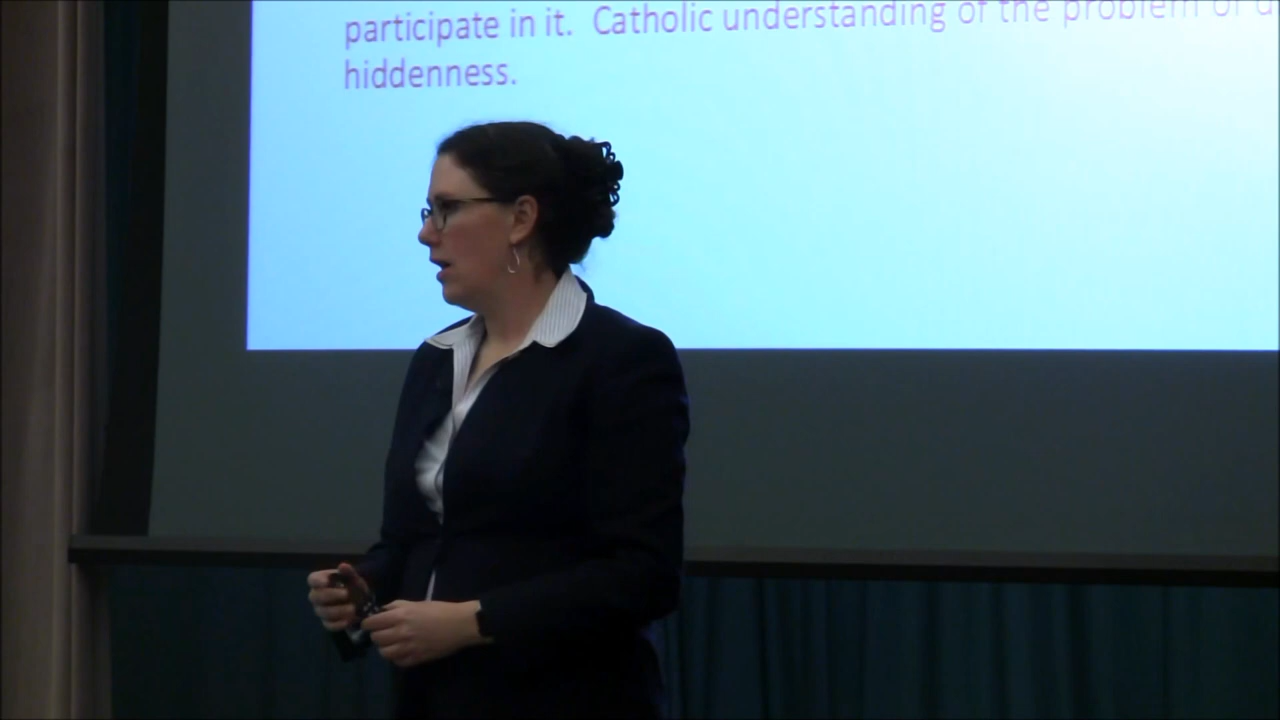 participate in it. Catholic understanding of the problem of
hiddenness.